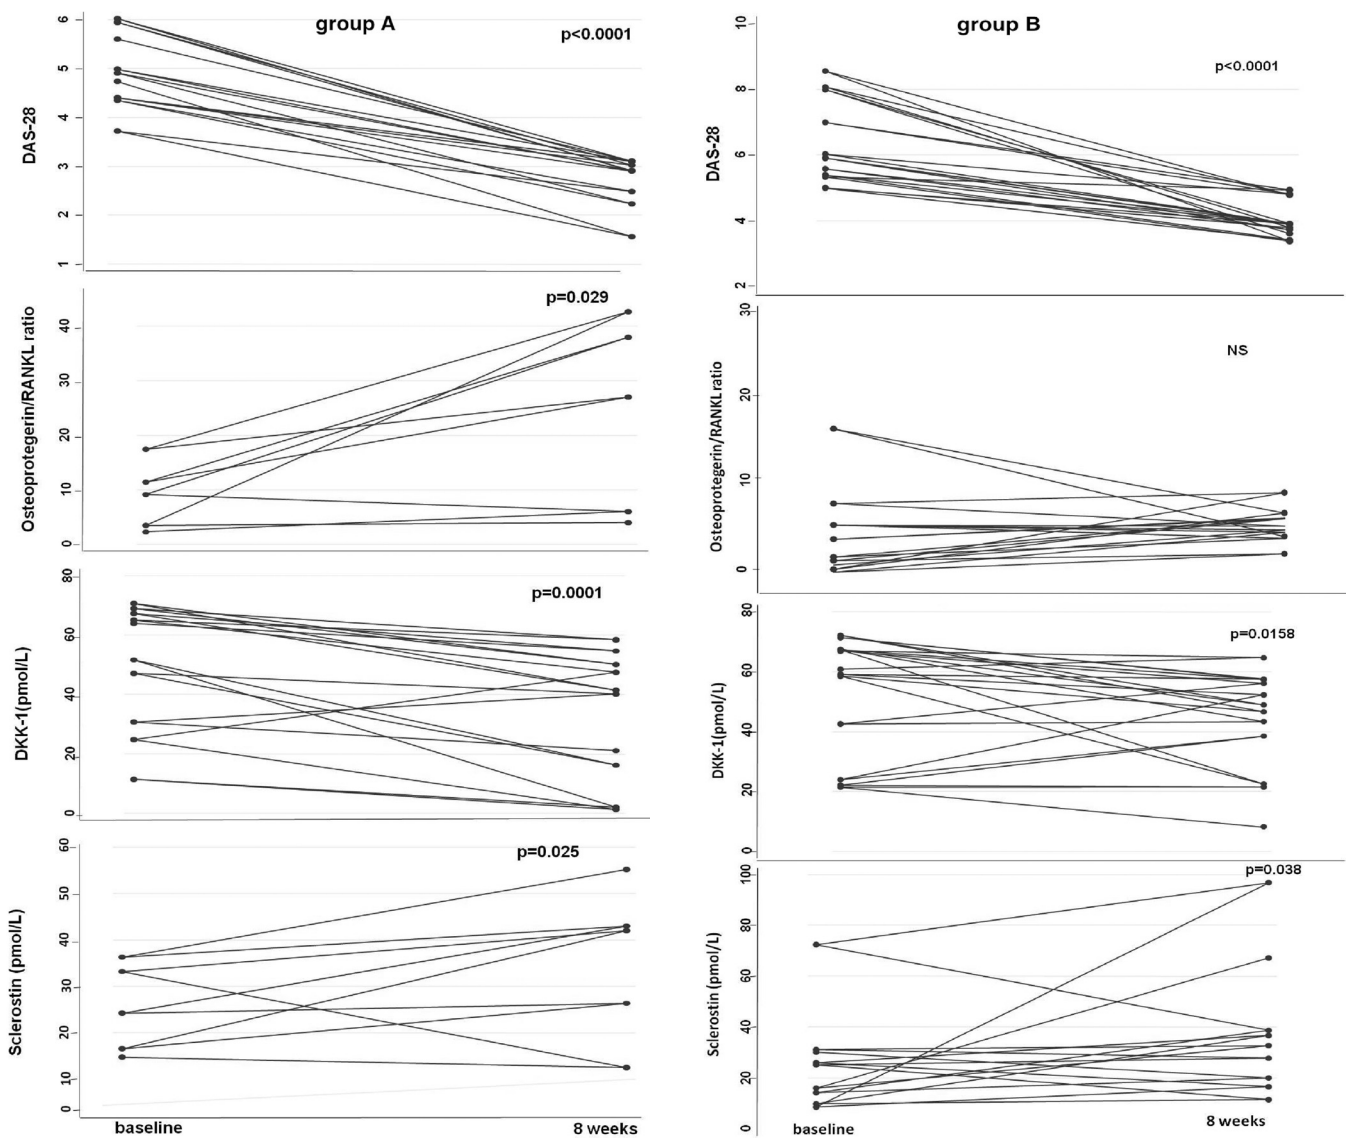 group A
p<0.0001
DAS-28
6
5
4
3
2
1
p=0.029
Osteoprotegerin/RANKL ratio
40
30
20
10
0
p=0.0001
DKK-1(pmol/L)
80
60
40
20
0
p=0.025
Sclerostin (pmol/L)
60
50
40
30
20
10
0
baseline
8 weeks
group B
p<0.0001
DAS-28
10
8
6
4
2
NS
Osteoprotegerin/RANKL ratio
30
20
10
0
p=0.0158
DKK-1(pmol/L)
80
60
40
20
0
p=0.038
Sclerostin (pmol/L)
100
80
60
40
20
0
baseline
8 weeks